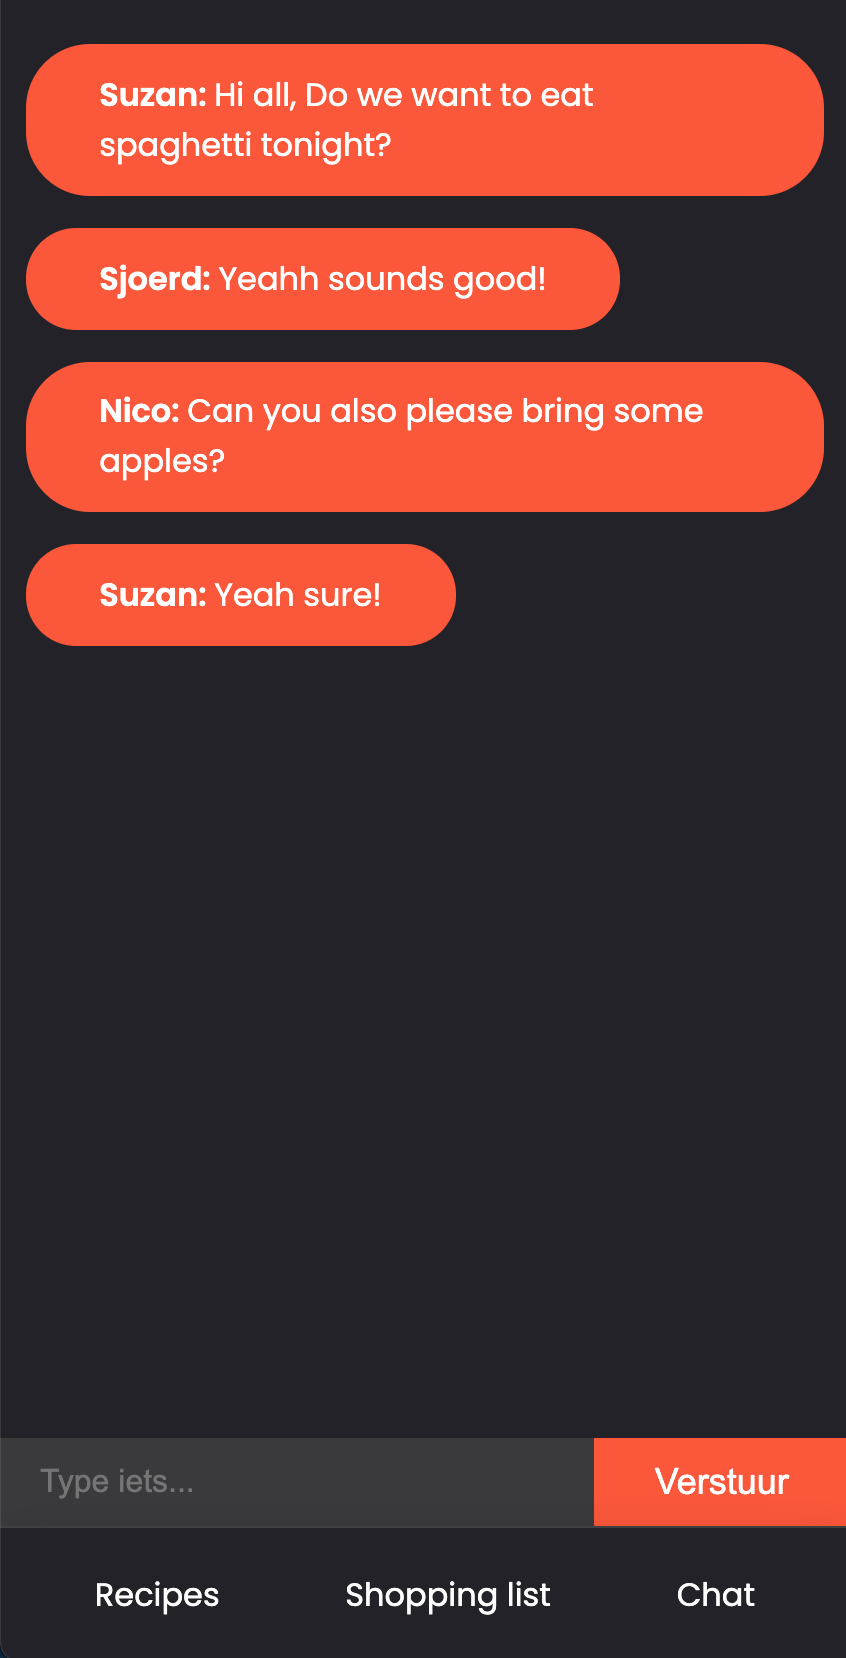 Suzan: Hi all, Do we want to eat
spaghetti tonight?
Sjoerd: Yeahh sounds good!
Nico: Can you also please bring some
apples?
Suzan: Yeah sure!
Type iets...
Verstuur
Recipes
Shopping list
Chat